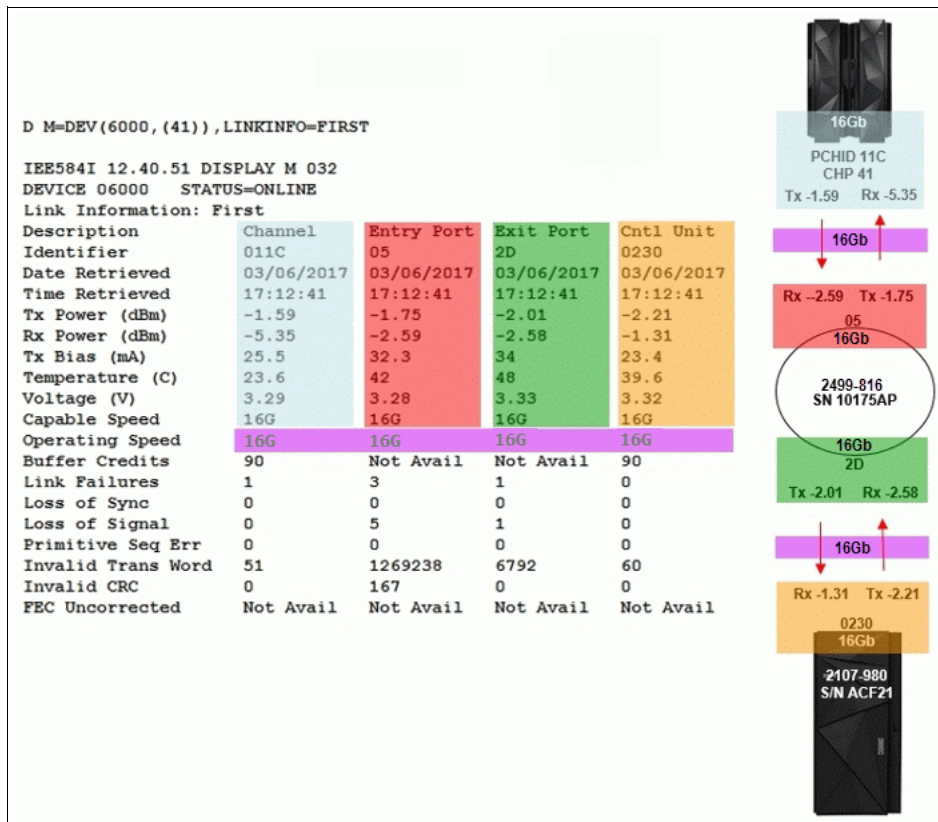 D M=DEV(6000,(41)),LINKINFO=FIRST
IEE584I 12.40.51 DISPLAY M 032
DEVICE 06000   STATUS=ONLINE
Link Information: First
Description Channel Entry Port Exit Port Cntl Unit
Identifier 011C 05 2D 0230
Date Retrieved 03/06/2017 03/06/2017 03/06/2017 03/06/2017
Time Retrieved 17:12:41 17:12:41 17:12:41 17:12:41
Tx Power (dBm) -1.59 -1.75 -2.01 -2.21
Rx Power (dBm) -5.35 -2.59 -2.58 -1.31
Tx Bias (mA) 25.5 32.3 34 23.4
Temperature (C) 23.6 42 48 39.6
Voltage (V) 3.29 3.28 3.33 3.32
Capable Speed 16G 16G 16G 16G
Operating Speed 16G 16G 16G 16G
Buffer Credits 90 Not Avail Not Avail 90
Link Failures 1 3 1 0
Loss of Sync 0 0 0 0
Loss of Signal 0 5 1 0
Primitive Seq Err 0 0 0 0
Invalid Trans Word 51 1269238 6792 60
Invalid CRC 0 167 0 0
FEC Uncorrected Not Avail Not Avail Not Avail Not Avail
16Gb
PCHID 11C
CHP 41
Tx -1.59 Rx -5.35
16Gb
Rx --2.59 Tx -1.75
05
16Gb
2499-816
SN 10175AP
16Gb
2D
Tx -2.01 Rx -2.58
16Gb
Rx -1.31 Tx -2.21
0230
16Gb
2107-980
S/N ACF21